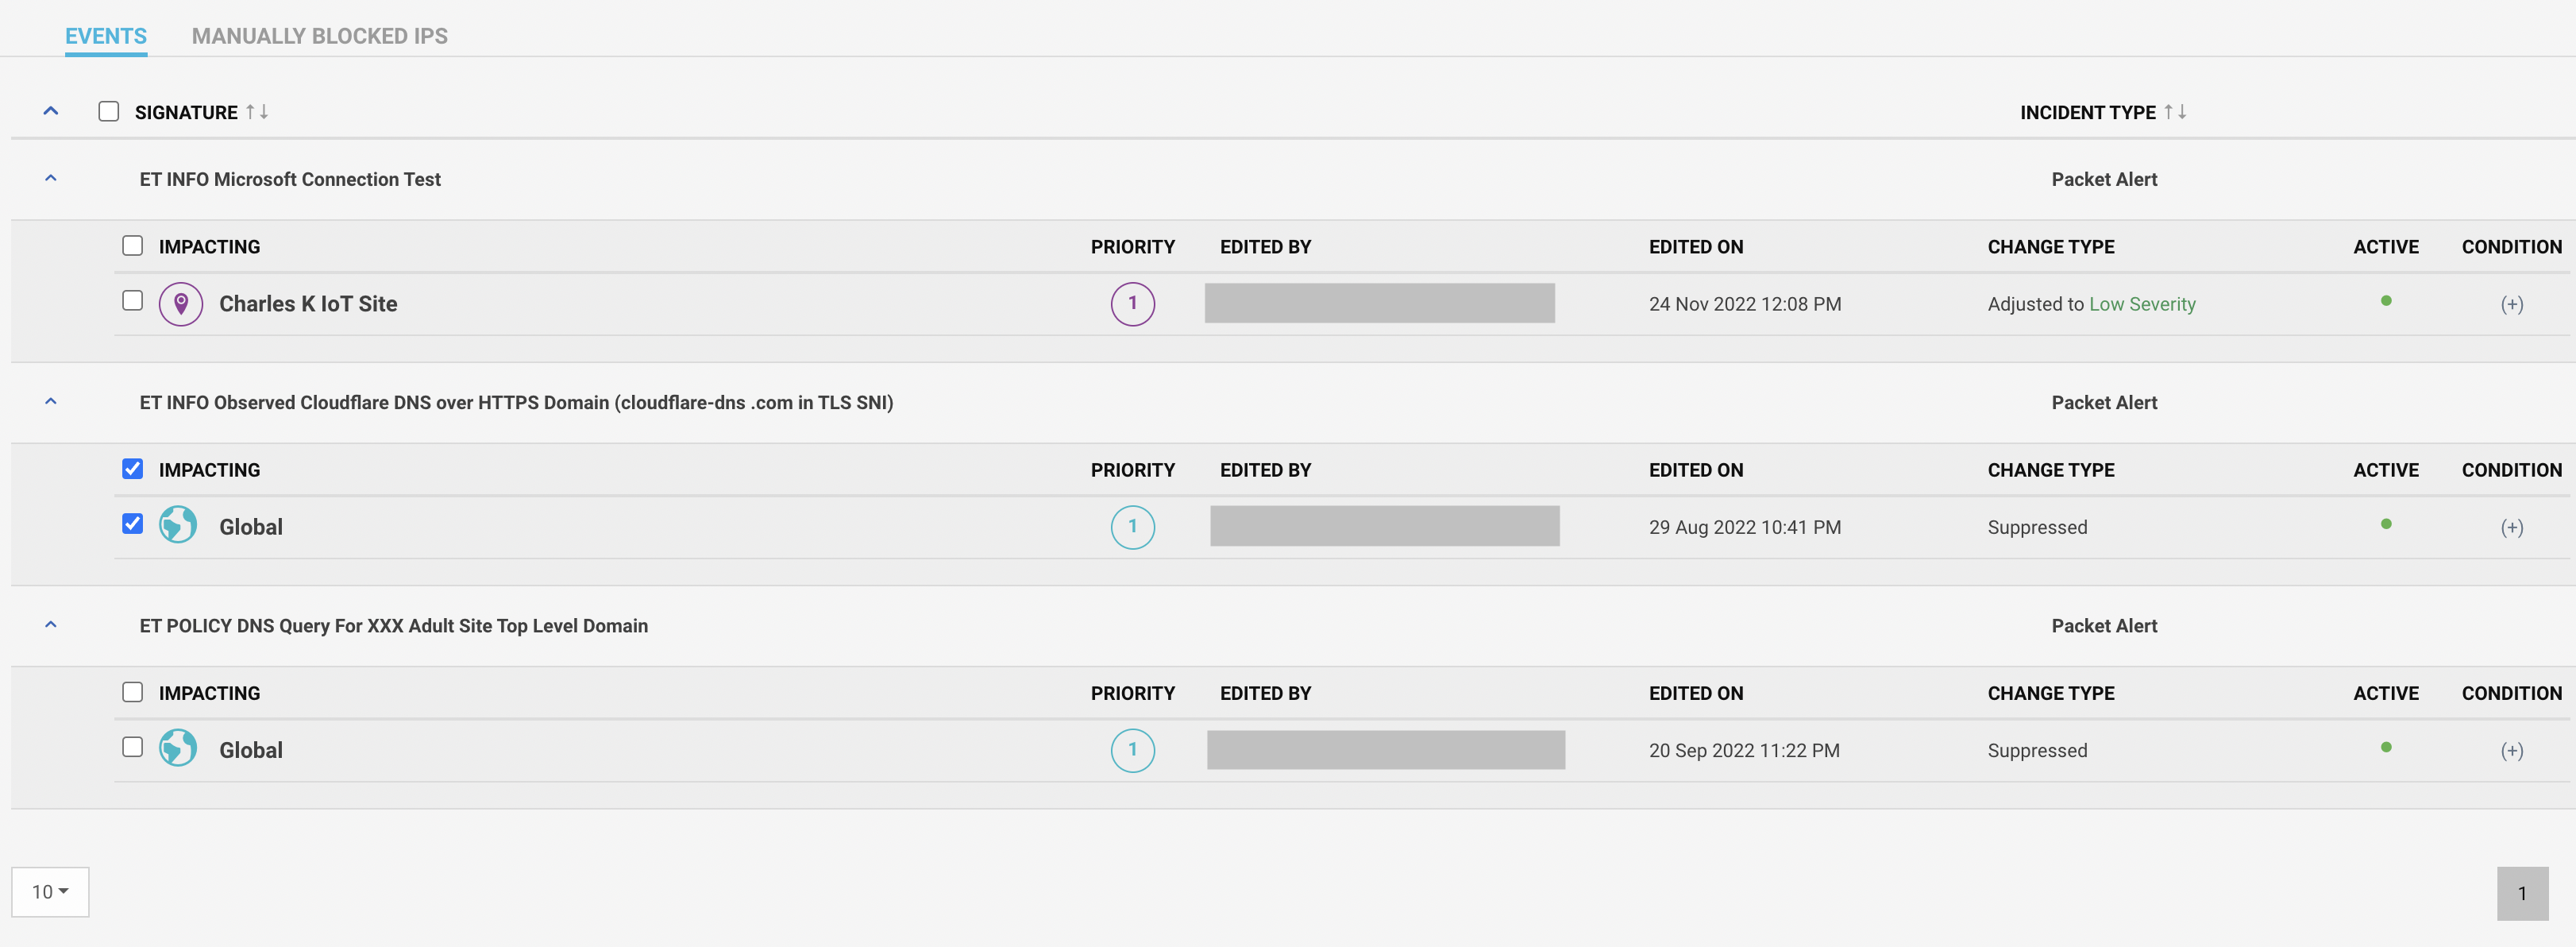 EVENTS MANUALLY BLOCKED IPS
SIGNATURE ↑↓ INCIDENT TYPE ↑↓
ET INFO Microsoft Connection Test Packet Alert
IMPACTING PRIORITY EDITED BY EDITED ON CHANGE TYPE ACTIVE CONDITION
Charles K IoT Site 1 24 Nov 2022 12:08 PM Adjusted to Low Severity (+)
ET INFO Observed Cloudflare DNS over HTTPS Domain (cloudflare-dns .com in TLS SNI) Packet Alert
IMPACTING PRIORITY EDITED BY EDITED ON CHANGE TYPE ACTIVE CONDITION
Global 1 29 Aug 2022 10:41 PM Suppressed (+)
ET POLICY DNS Query For XXX Adult Site Top Level Domain Packet Alert
IMPACTING PRIORITY EDITED BY EDITED ON CHANGE TYPE ACTIVE CONDITION
Global 1 20 Sep 2022 11:22 PM Suppressed (+)
10 1